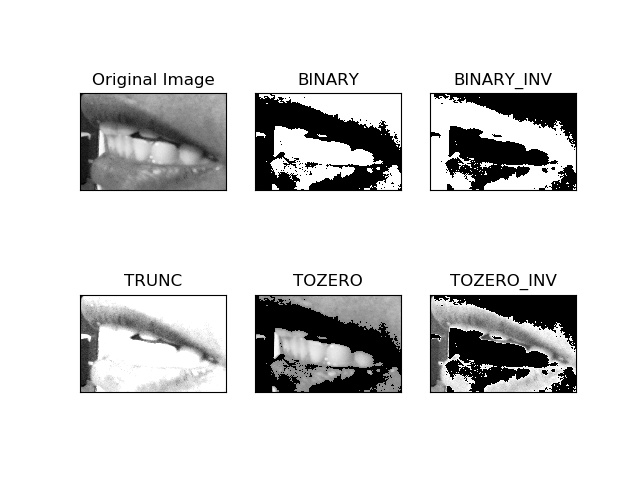 Original Image
BINARY
BINARY_INV
TRUNC
TOZERO
TOZERO_INV